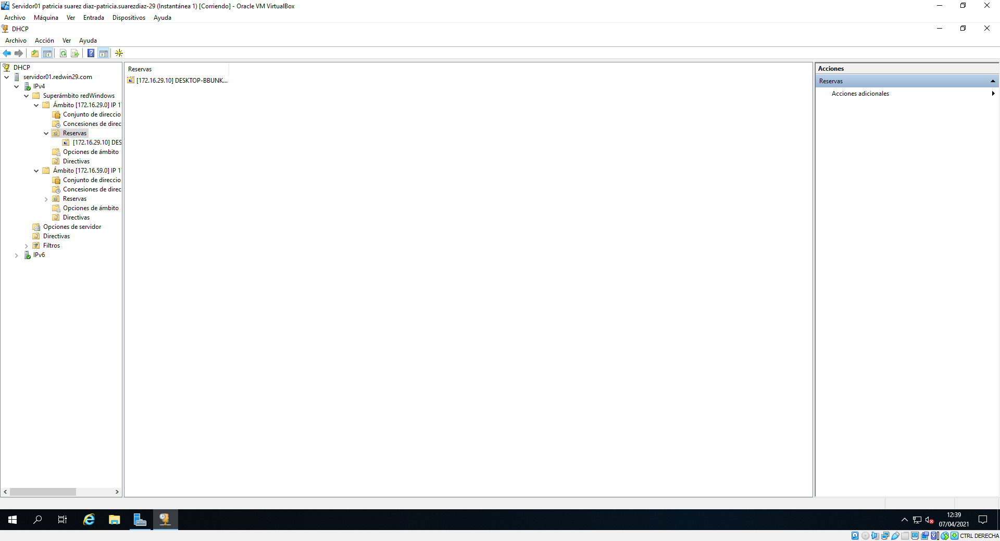 Servidor01 patricia suarez diaz-patricia.suarezdiaz-29 (Instantánea 1) [Corriendo] - Oracle VM VirtualBox
Archivo Máquina Ver Entrada Dispositivos Ayuda
DHCP
Archivo Acción Ver Ayuda
DHCP
servidor01.redwin29.com
IPv4
Superámbito redWindows
Ámbito [172.16.29.0] IP 1
Conjunto de direccio
Concesiones de direc
Reservas
[172.16.29.10] DES
Opciones de ámbito
Directivas
Ámbito [172.16.59.0] IP 1
Conjunto de direccio
Concesiones de direc
Reservas
Opciones de ámbito
Directivas
Opciones de servidor
Directivas
Filtros
IPv6
Reservas
[172.16.29.10] DESKTOP-BBUNK...
Acciones
Reservas
Acciones adicionales
12:39
07/04/2021
CTRL DERECHA